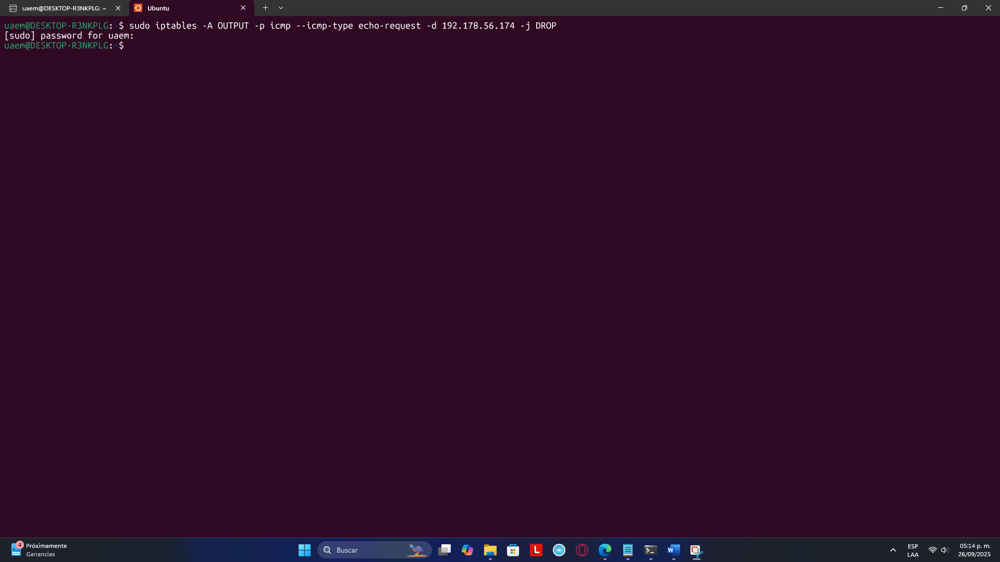 uaem@DESKTOP-R3NKPLG: ~
Ubuntu
uaem@DESKTOP-R3NKPLG:~$ sudo iptables -A OUTPUT -p icmp --icmp-type echo-request -d 192.178.56.174 -j DROP
[sudo] password for uaem:
uaem@DESKTOP-R3NKPLG:~$
4
Próximamente
Ganancias
Buscar
L
W
ESP
LAA
05:14 p. m.
26/09/2025